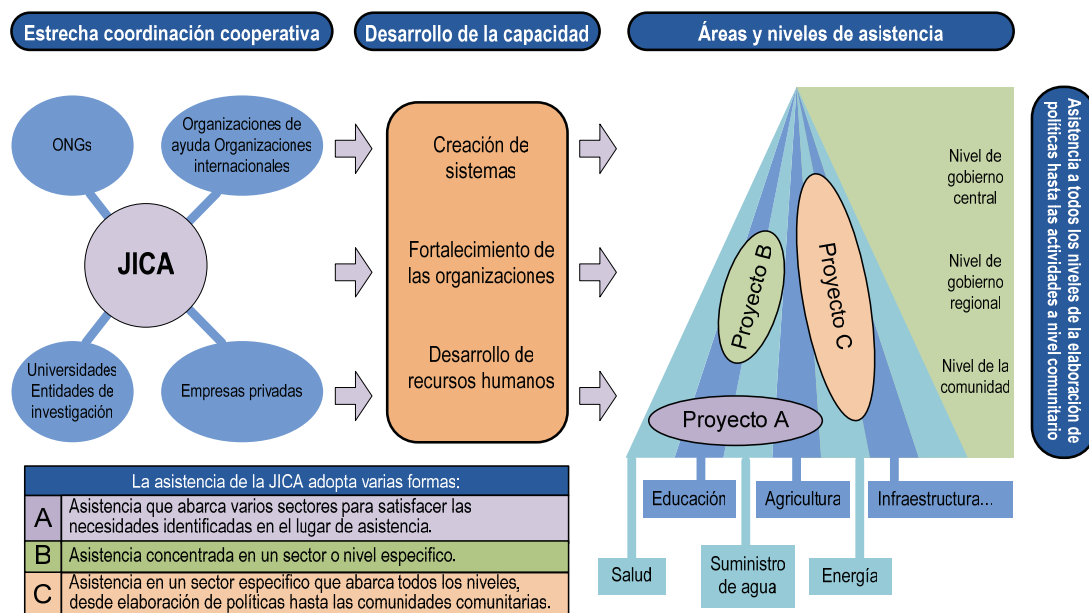 Estrecha coordinación cooperativa
Desarrollo de la capacidad
Áreas y niveles de asistencia
ONGs
Organizaciones de
ayuda Organizaciones
internacionales
JICA
Universidades
Entidades de
investigación
Empresas privadas
Creación de
sistemas
Fortalecimiento de
las organizaciones
Desarrollo de
recursos humanos
Proyecto B
Proyecto C
Proyecto A
Nivel de
gobierno
central
Nivel de
gobierno
regional
Nivel de la
comunidad
Asistencia a todos los niveles de la elaboración de
políticas hasta las actividades a nivel comunitario
Educación
Agricultura
Infraestructura...
Salud
Suministro
de agua
Energía
La asistencia de la JICA adopta varias formas:
A
Asistencia que abarca varios sectores para satisfacer las
necesidades identificadas en el lugar de asistencia.
B
Asistencia concentrada en un sector o nivel especifico.
C
Asistencia en un sector especifico que abarca todos los niveles,
desde elaboración de políticas hasta las comunidades comunitarias.